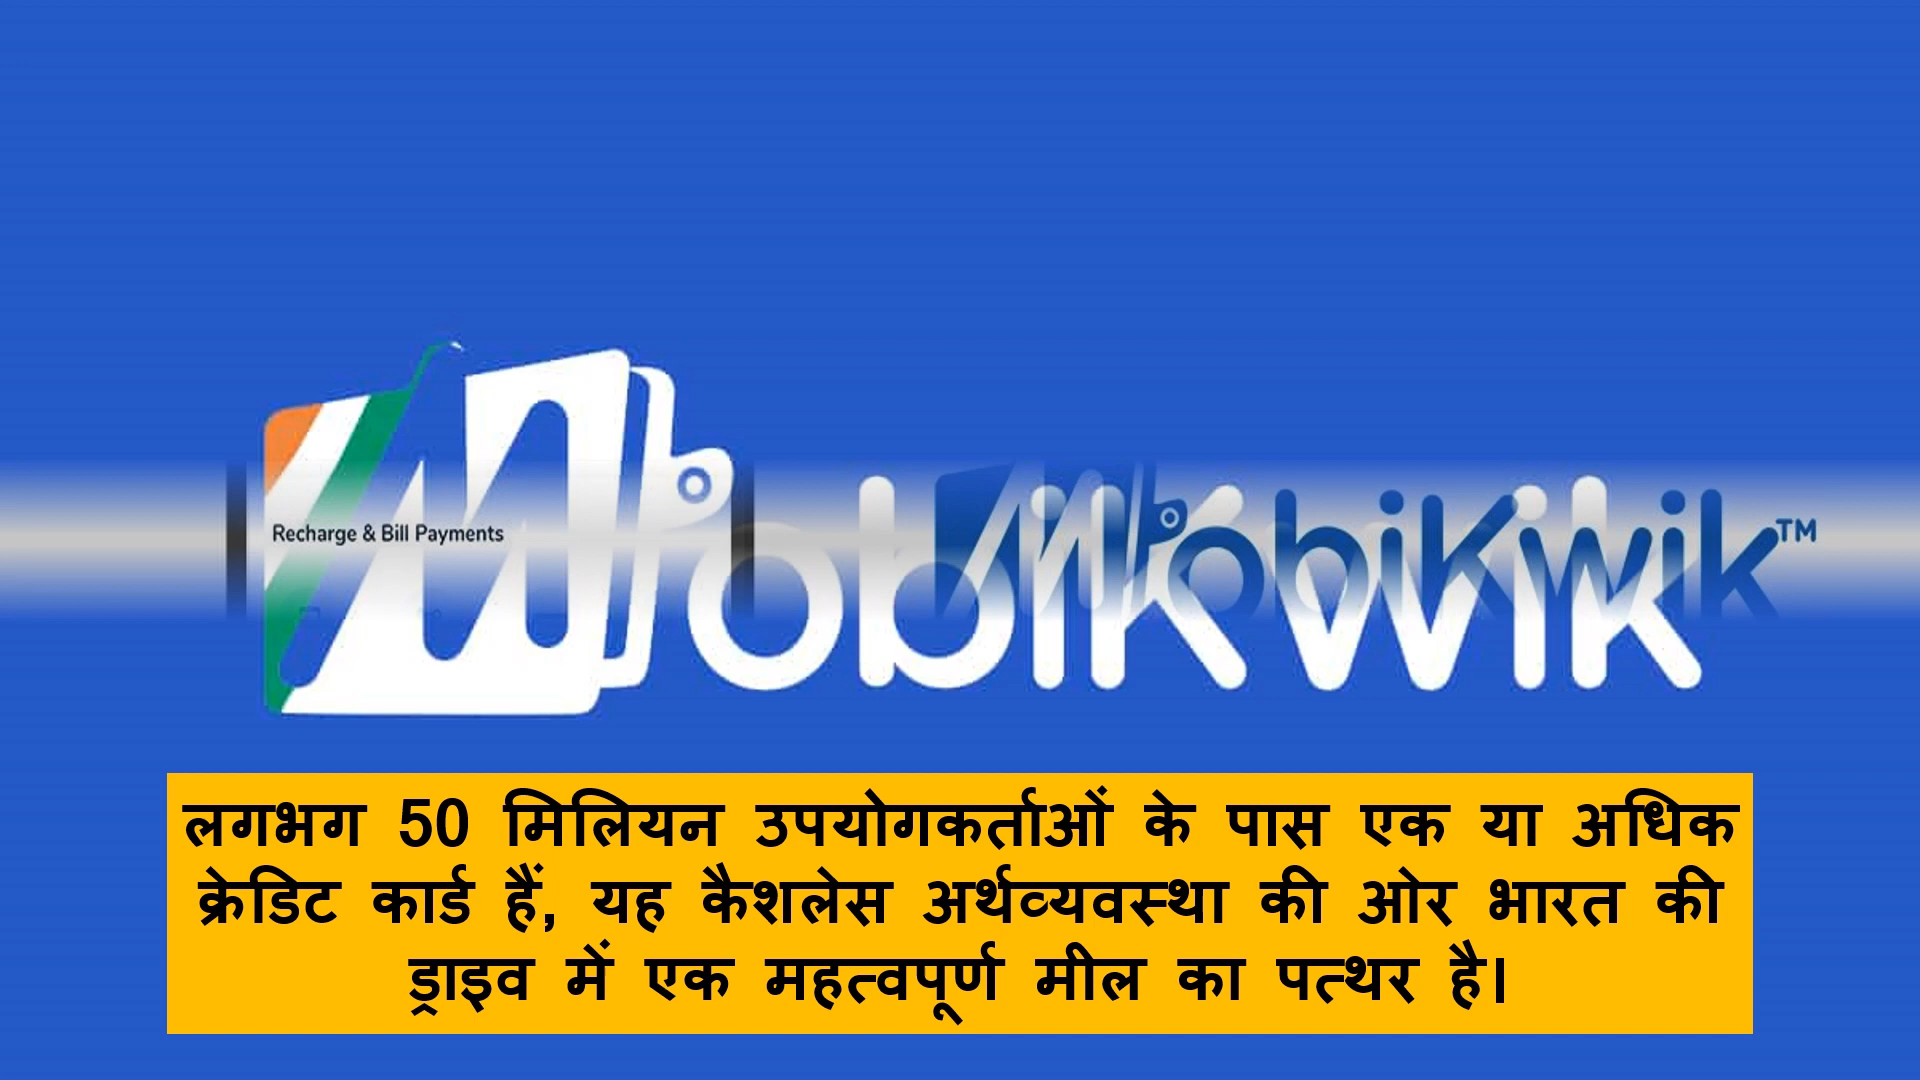 Mobikwik
Recharge & Bill Payments
MobiKwik™
लगभग 50 मिलियन उपयोगकर्ताओं के पास एक या अधिक
क्रेडिट कार्ड हैं, यह कैशलेस अर्थव्यवस्था की ओर भारत की
ड्राइव में एक महत्वपूर्ण मील का पत्थर है।